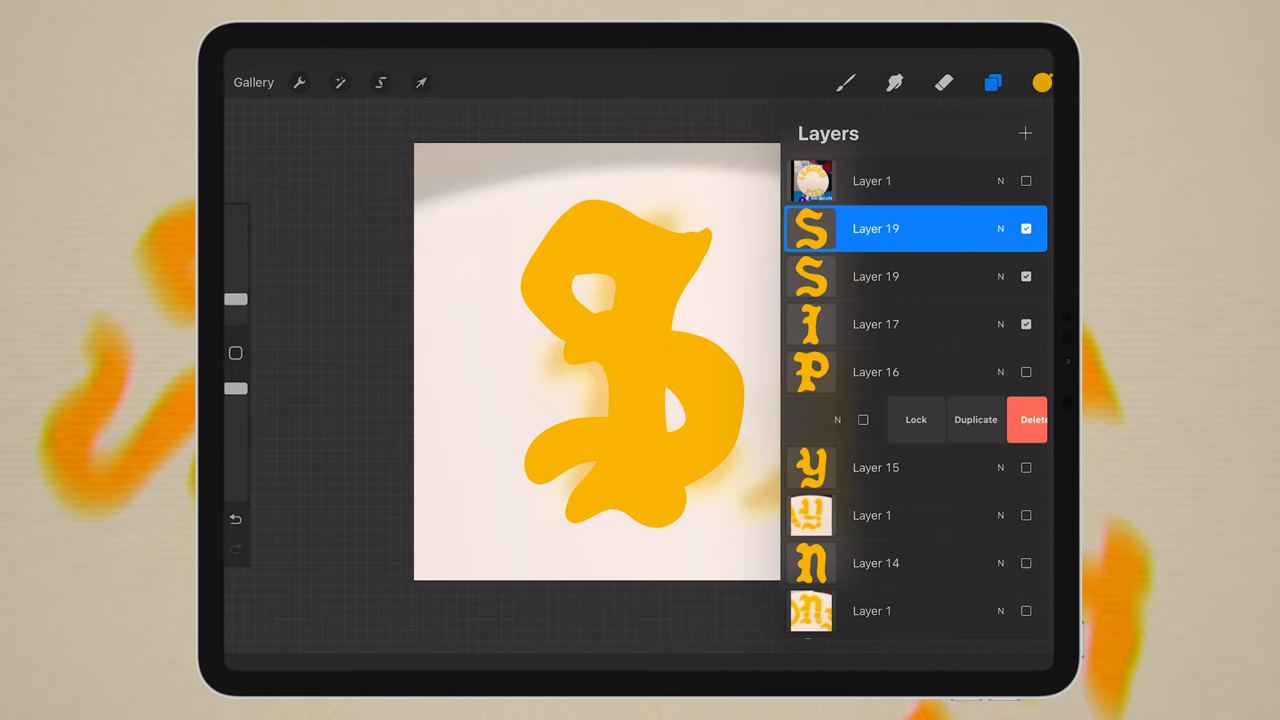 Gallery
Layers
Layer 1 N
S Layer 19 N
S Layer 19 N
I Layer 17 N
P Layer 16 N
N Lock Duplicate Delete
y Layer 15 N
y Layer 1 N
n Layer 14 N
n Layer 1 N